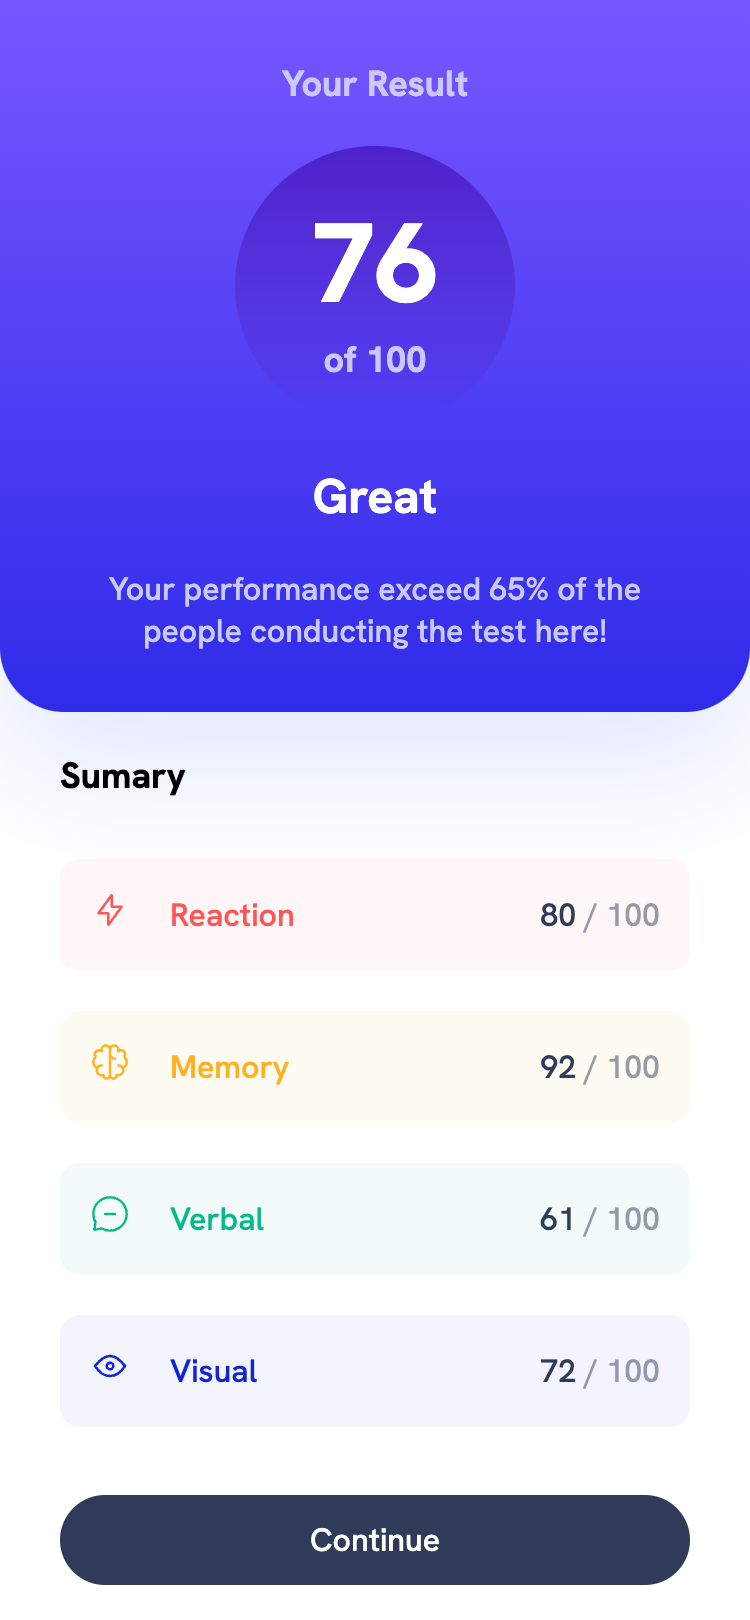 Your Result
76
of 100
Great
Your performance exceed 65% of the
people conducting the test here!
Sumary
Reaction 80 / 100
Memory 92 / 100
Verbal 61 / 100
Visual 72 / 100
Continue